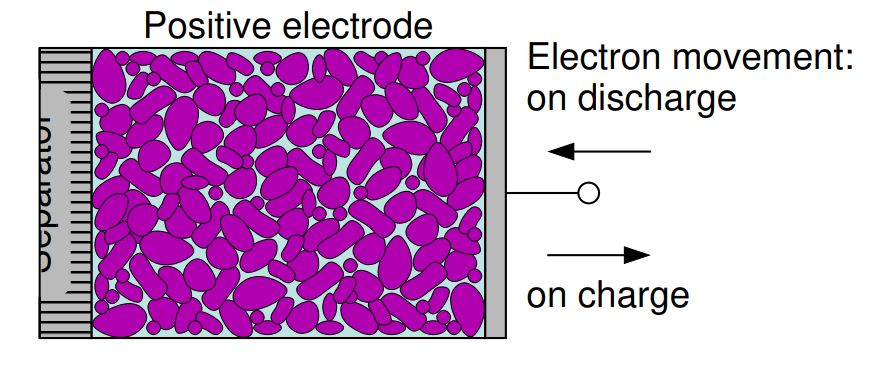 Positive electrode
Electron movement:
on discharge
on charge